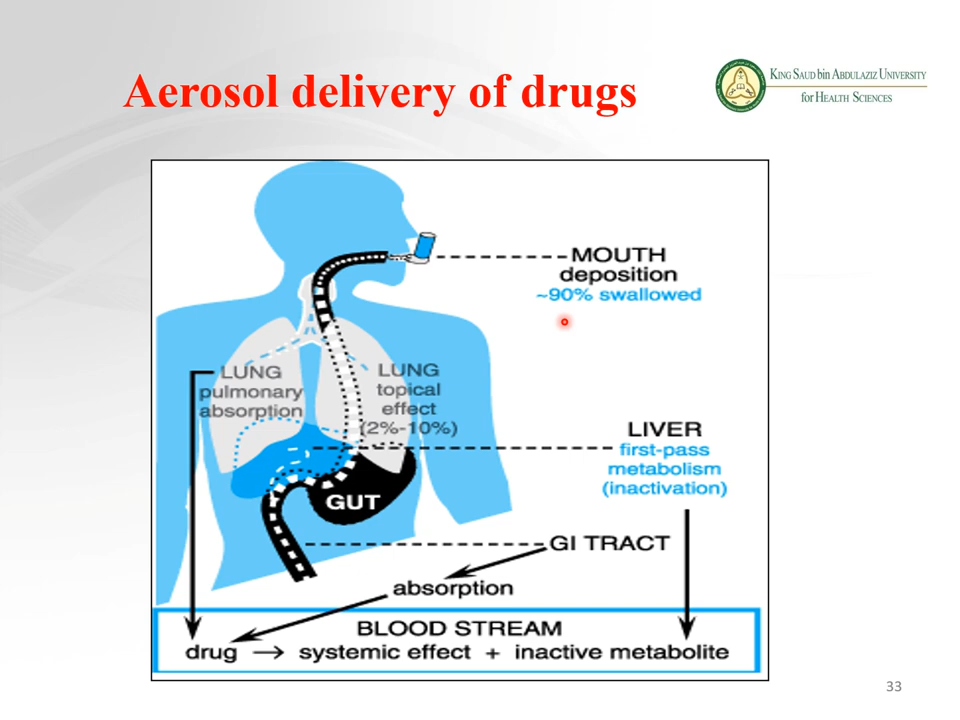 Aerosol delivery of drugs
KING SAUD bin ABDULAZIZ UNIVERSITY
for HEALTH SCIENCES
MOUTH
deposition
~90% swallowed
LUNG
pulmonary
absorption
LUNG
topical
effect
(2%-10%)
LIVER
first-pass
metabolism
(inactivation)
GUT
GI TRACT
absorption
BLOOD STREAM
drug → systemic effect + inactive metabolite
33